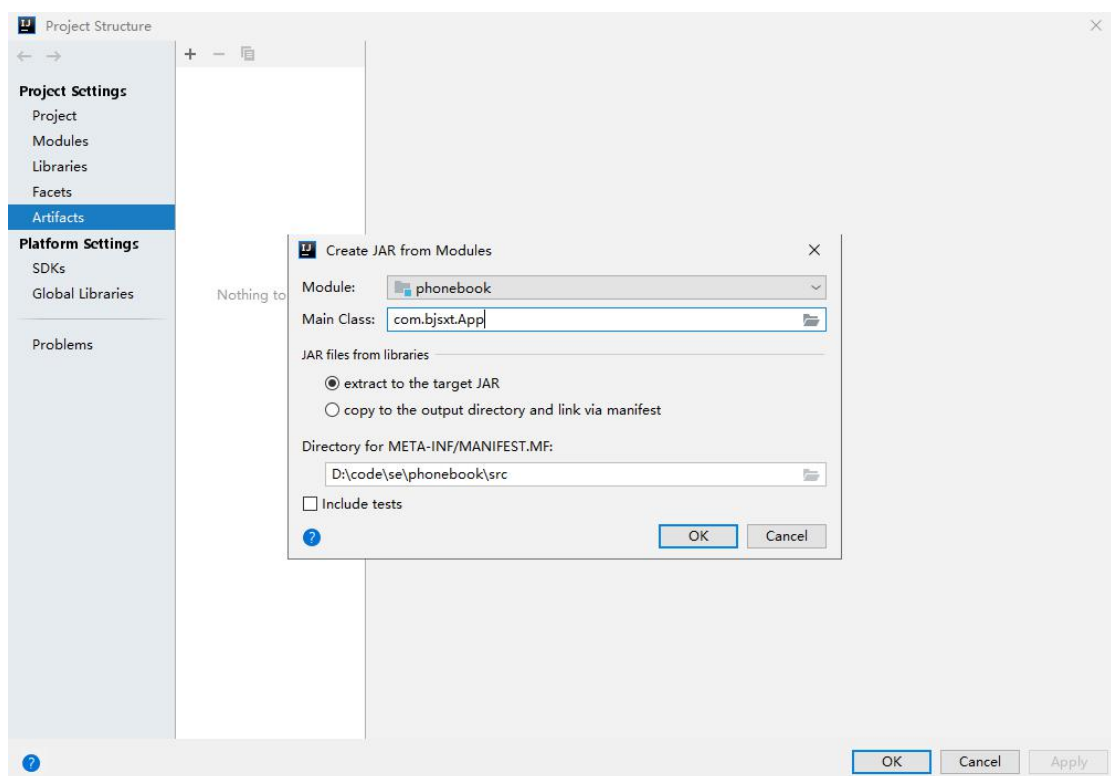 Project Structure
Project Settings
Project
Modules
Libraries
Facets
Artifacts
Platform Settings
SDKs
Global Libraries
Problems
Nothing to
Create JAR from Modules
Module: phonebook
Main Class: com.bjsxt.App
JAR files from libraries
extract to the target JAR
copy to the output directory and link via manifest
Directory for META-INF/MANIFEST.MF:
D:\code\se\phonebook\src
Include tests
? OK Cancel
? OK Cancel Apply